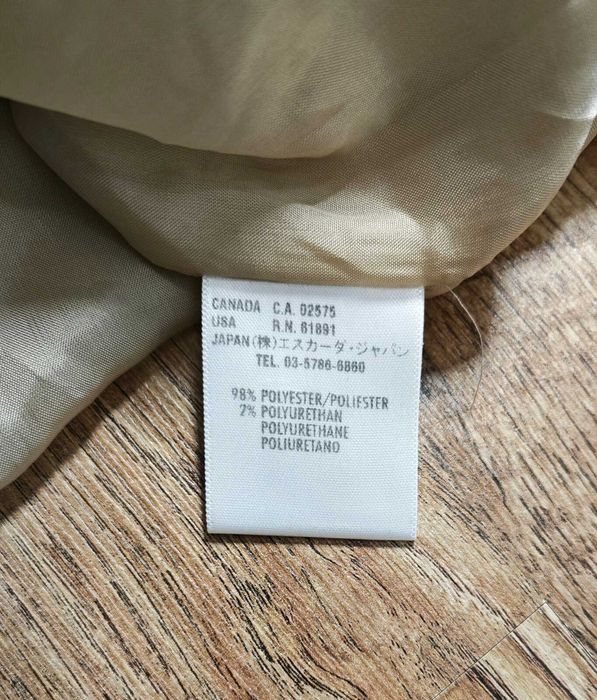 CANADA C.A. 02575
USA R.N. 61891
JAPAN (株)エスカーダ・ジャパン
TEL. 03-5786-6860
98% POLYESTER/POLIESTER
2% POLYURETHAN
POLYURETHANE
POLIURETANO